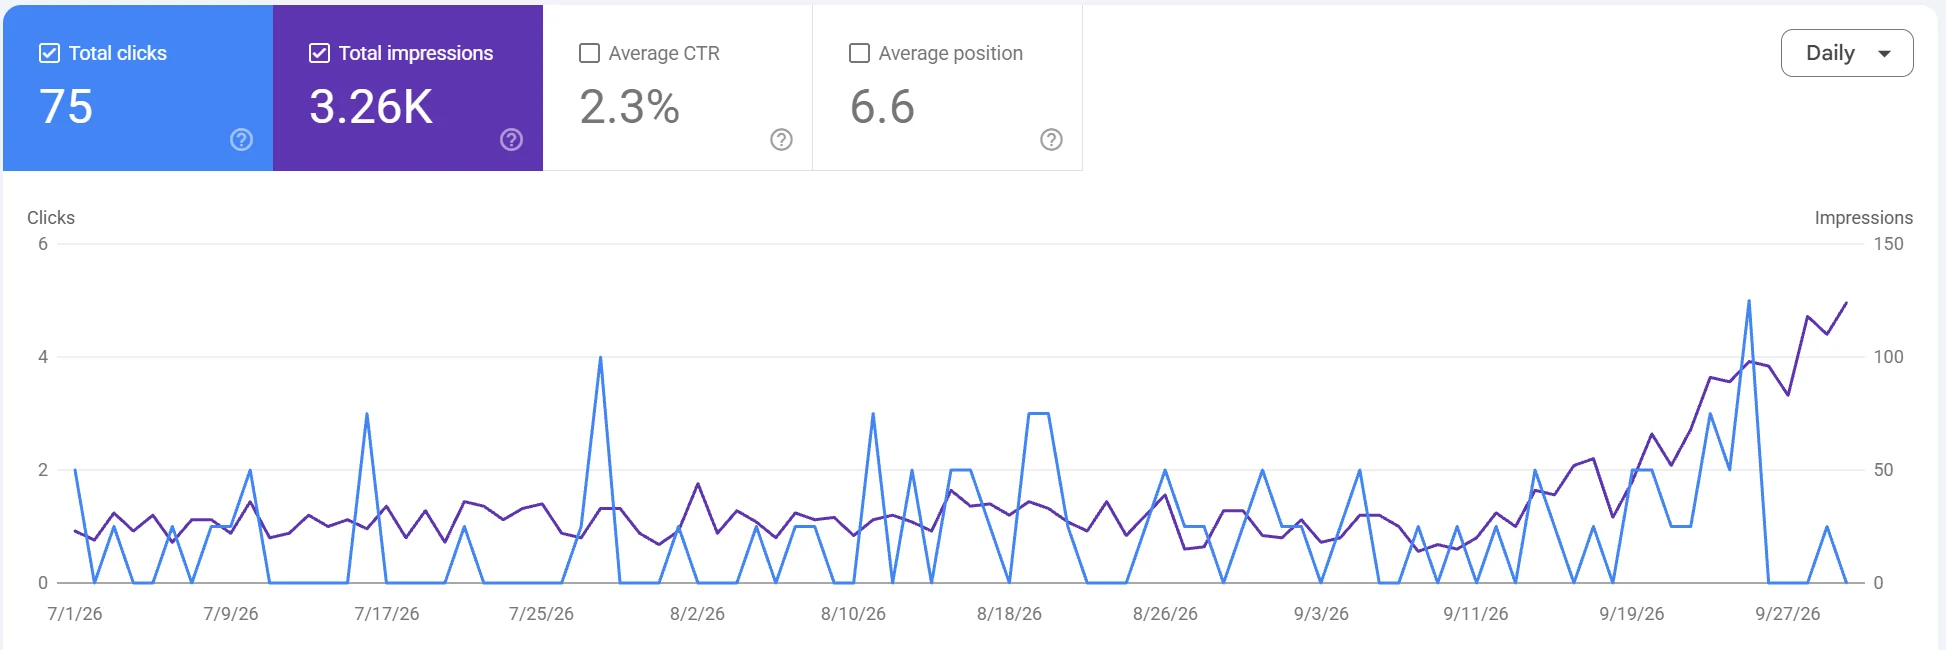 Total clicks
75
Total impressions
3.26K
Average CTR
2.3%
Average position
6.6
Daily
Clicks
Impressions
6
150
4
100
2
50
0
0
7/1/26
7/9/26
7/17/26
7/25/26
8/2/26
8/10/26
8/18/26
8/26/26
9/3/26
9/11/26
9/19/26
9/27/26